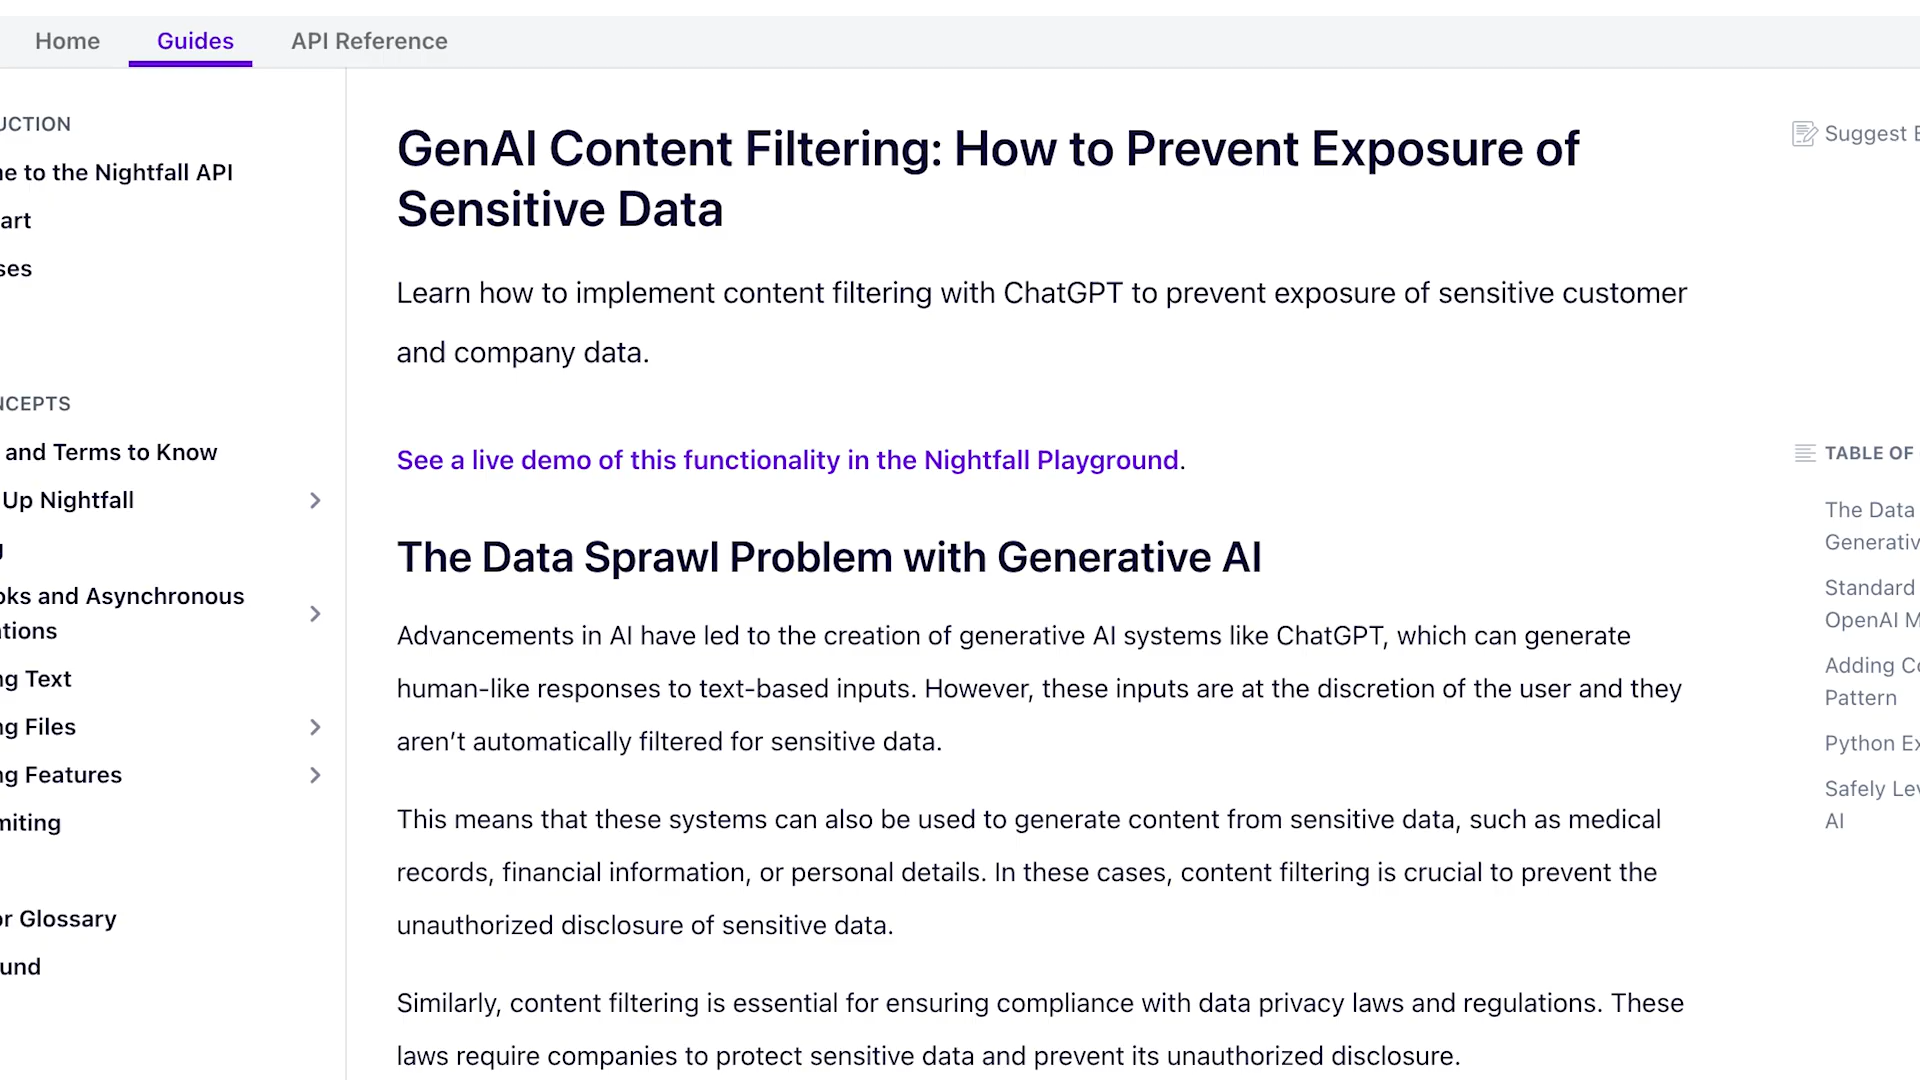 Home Guides API Reference
UCTION
e to the Nightfall API
art
ses
NCEPTS
and Terms to Know
Up Nightfall
oks and Asynchronous
tions
ng Text
ng Files
ng Features
miting
or Glossary
und
GenAI Content Filtering: How to Prevent Exposure of
Sensitive Data
Learn how to implement content filtering with ChatGPT to prevent exposure of sensitive customer
and company data.
See a live demo of this functionality in the Nightfall Playground.
The Data Sprawl Problem with Generative AI
Advancements in AI have led to the creation of generative AI systems like ChatGPT, which can generate
human-like responses to text-based inputs. However, these inputs are at the discretion of the user and they
aren’t automatically filtered for sensitive data.
This means that these systems can also be used to generate content from sensitive data, such as medical
records, financial information, or personal details. In these cases, content filtering is crucial to prevent the
unauthorized disclosure of sensitive data.
Similarly, content filtering is essential for ensuring compliance with data privacy laws and regulations. These
laws require companies to protect sensitive data and prevent its unauthorized disclosure.
Suggest E
TABLE OF
The Data
Generativ
Standard
OpenAI M
Adding Co
Pattern
Python Ex
Safely Lev
AI